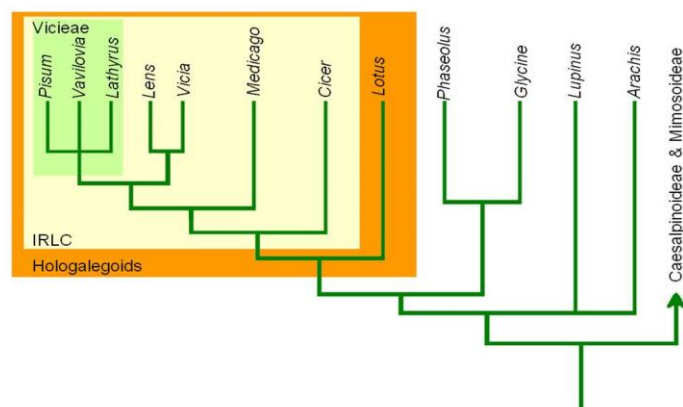 Vicieae
Pisum
Vavilovia
Lathyrus
Lens
Vicia
Medicago
Cicer
Lotus
Phaseolus
Glycine
Lupinus
Arachis
Caesalpinoideae & Mimosoideae
IRLC
Hologalegoids